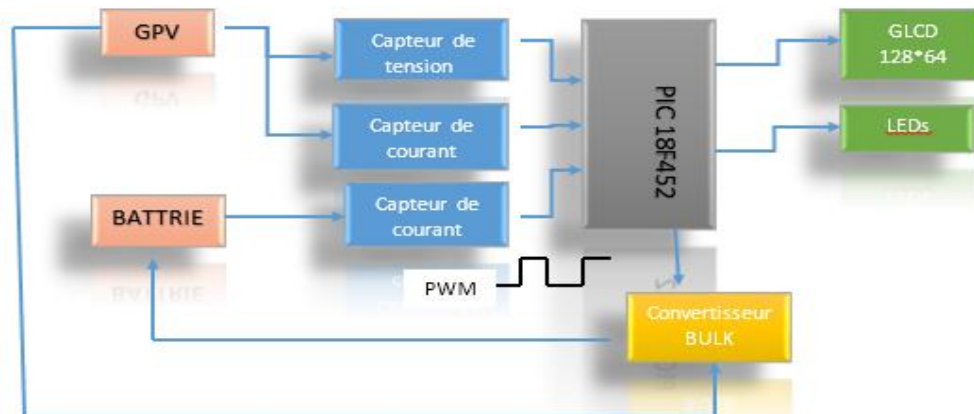 GPV
Capteur de
tension
Capteur de
courant
BATTRIE
Capteur de
courant
PIC 18F452
GLCD
128*64
LEDs
PWM
Convertisseur
BULK